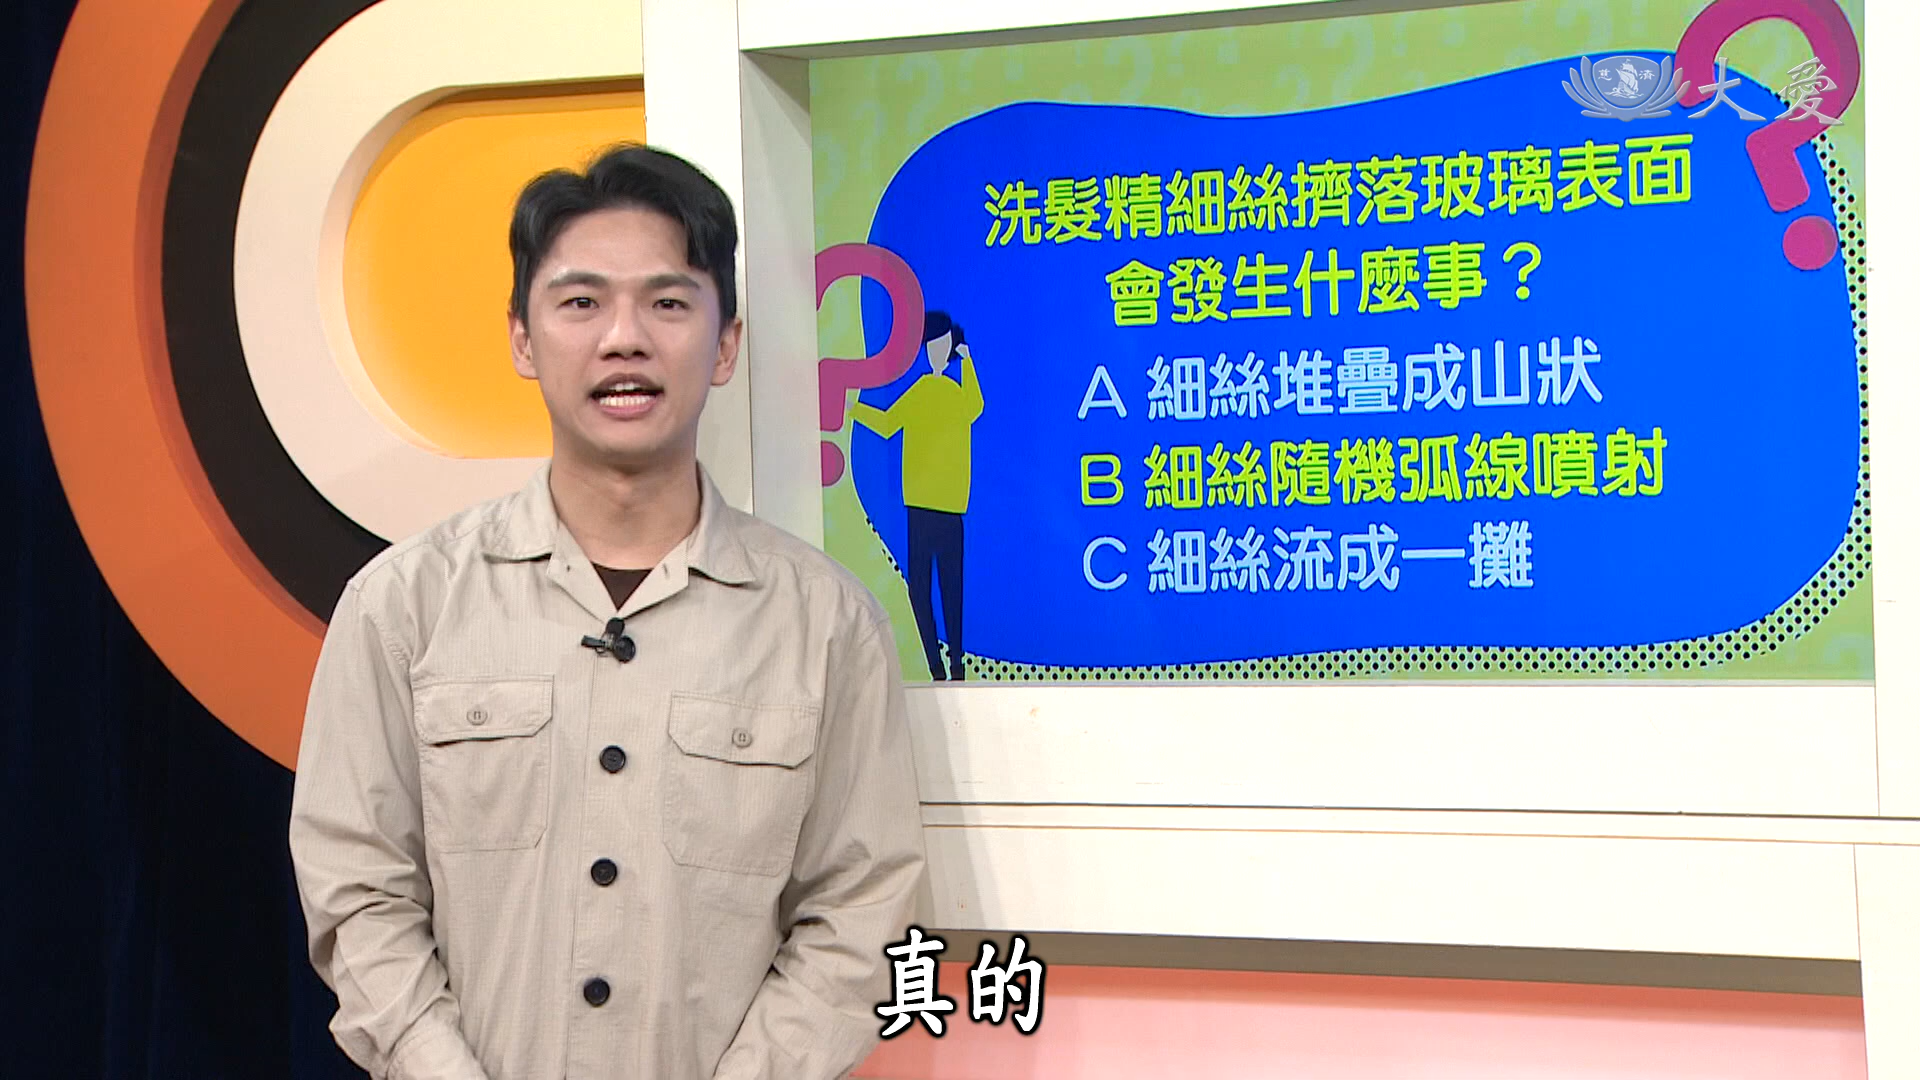 慈濟 大愛
洗髮精細絲擠落玻璃表面
會發生什麼事？
A 細絲堆疊成山狀
B 細絲隨機弧線噴射
C 細絲流成一攤
真的